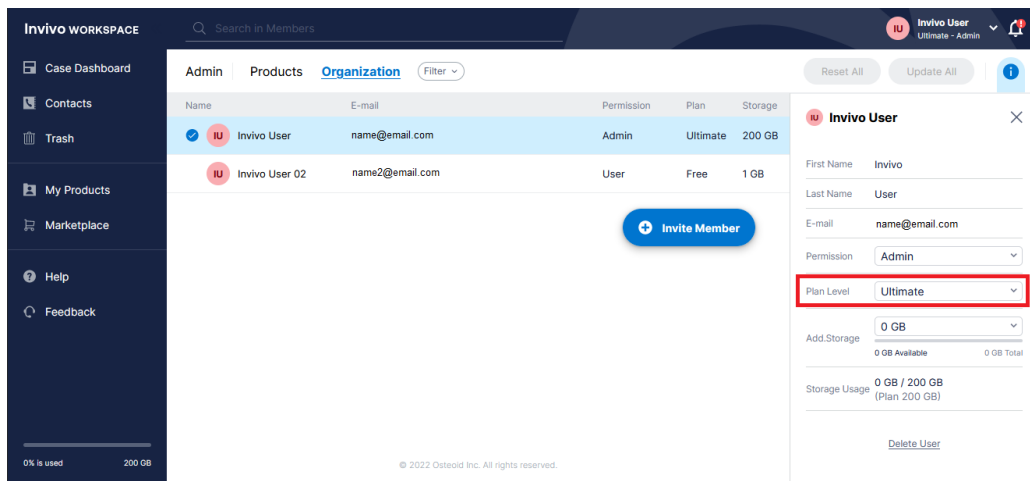 Invivo WORKSPACE
Search in Members
IU
Invivo User
Ultimate - Admin
Case Dashboard
Contacts
Trash
My Products
Marketplace
Help
Feedback
0% is used 200 GB
Admin Products Organization Filter
Reset All Update All
Name E-mail Permission Plan Storage
IU Invivo User name@email.com Admin Ultimate 200 GB
IU Invivo User 02 name2@email.com User Free 1 GB
Invite Member
© 2022 Osteoid Inc. All rights reserved.
IU Invivo User
First Name Invivo
Last Name User
E-mail name@email.com
Permission Admin
Plan Level Ultimate
Add.Storage 0 GB
0 GB Available 0 GB Total
Storage Usage 0 GB / 200 GB
(Plan 200 GB)
Delete User